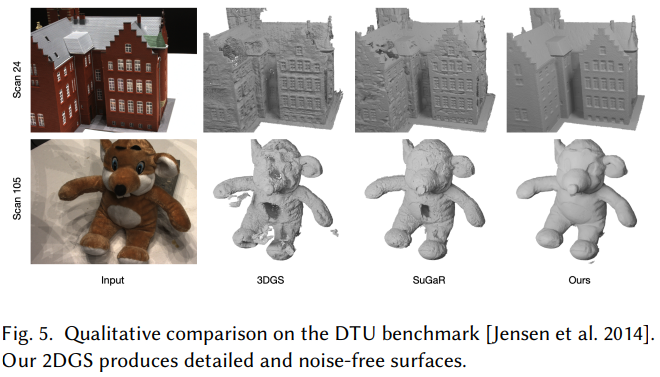 Scan 24
Scan 105
Input
3DGS
SuGaR
Ours
Fig. 5. Qualitative comparison on the DTU benchmark [Jensen et al. 2014].
Our 2DGS produces detailed and noise-free surfaces.